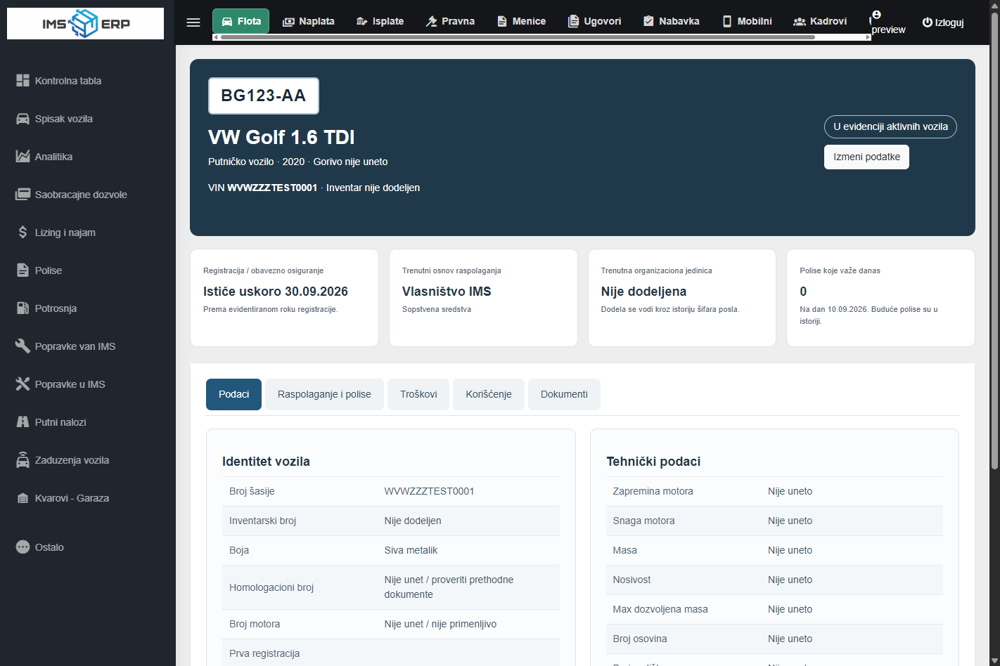 IMS ERP
Flota
Naplata
Isplate
Pravna
Menice
Ugovori
Nabavka
Mobilni
Kadrovi
preview
Izloguj
Kontrolna tabla
Spisak vozila
Analitika
Saobracajne dozvole
Lizing i najam
Polise
Potrosnja
Popravke van IMS
Popravke u IMS
Putni nalozi
Zaduzenja vozila
Kvarovi - Garaza
Ostalo
BG123-AA
VW Golf 1.6 TDI
Putničko vozilo · 2020 · Gorivo nije uneto
VIN WVWZZZTEST0001 · Inventar nije dodeljen
U evidenciji aktivnih vozila
Izmeni podatke
Registracija / obavezno osiguranje
Ističe uskoro 30.09.2026
Prema evidentiranom roku registracije.
Trenutni osnov raspolaganja
Vlasništvo IMS
Sopstvena sredstva
Trenutna organizaciona jedinica
Nije dodeljena
Dodela se vodi kroz istoriju šifara posla.
Polise koje važe danas
0
Na dan 10.09.2026. Buduće polise su u
istoriji.
Podaci
Raspolaganje i polise
Troškovi
Korišćenje
Dokumenti
Identitet vozila
Broj šasije WVWZZZTEST0001
Inventarski broj Nije dodeljen
Boja Siva metalik
Homologacioni broj Nije unet / proveriti prethodne
dokumente
Broj motora Nije unet / nije primenljivo
Prva registracija
Tehnički podaci
Zapremina motora Nije uneto
Snaga motora Nije uneto
Masa Nije uneto
Nosivost Nije uneto
Max dozvoljena masa Nije uneto
Broj osovina Nije uneto